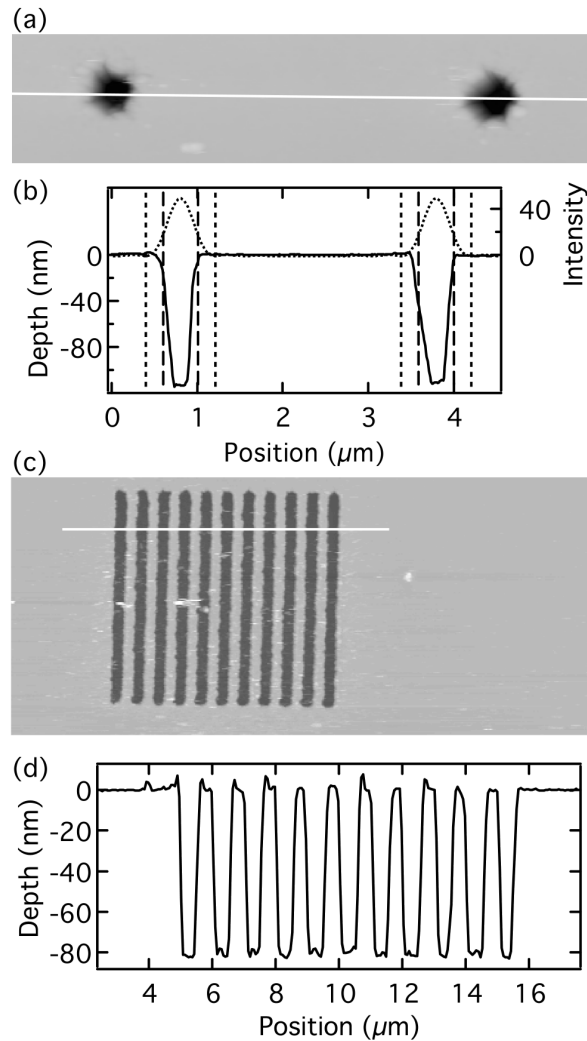 (a)
(b)
Depth (nm)
0
-40
-80
40
0
Intensity
0 1 2 3 4
Position (µm)
(c)
(d)
Depth (nm)
0
-20
-40
-60
-80
4 6 8 10 12 14 16
Position (µm)